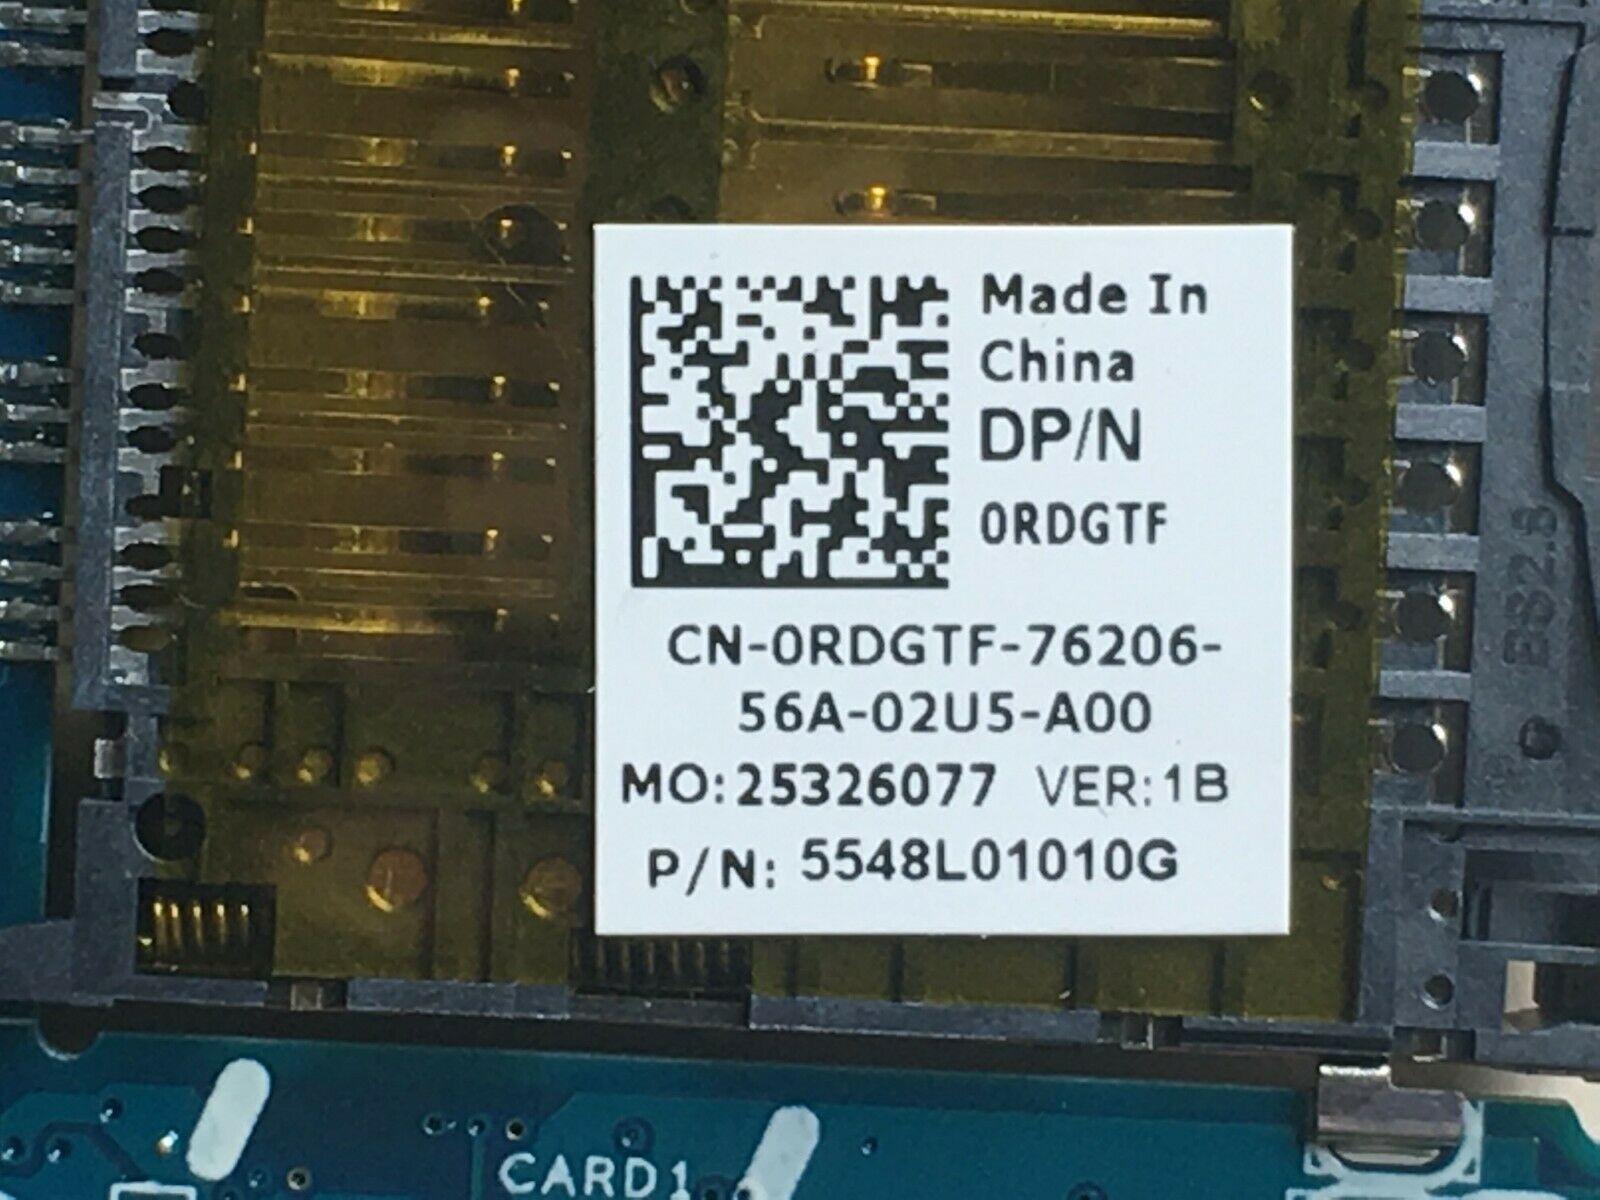 Made In
China
DP/N
0RDGTF
CN-0RDGTF-76206-
56A-02U5-A00
MO:25326077 VER:1B
P/N: 5548L01010G
CARD1